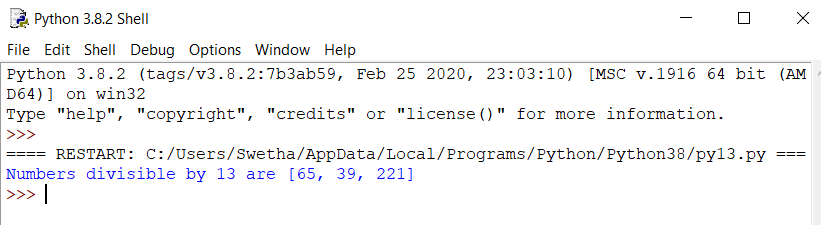 Python 3.8.2 Shell
File Edit Shell Debug Options Window Help
Python 3.8.2 (tags/v3.8.2:7b3ab59, Feb 25 2020, 23:03:10) [MSC v.1916 64 bit (AM
D64)] on win32
Type "help", "copyright", "credits" or "license()" for more information.
>>>
==== RESTART: C:/Users/Swetha/AppData/Local/Programs/Python/Python38/py13.py ===
Numbers divisible by 13 are [65, 39, 221]
>>>